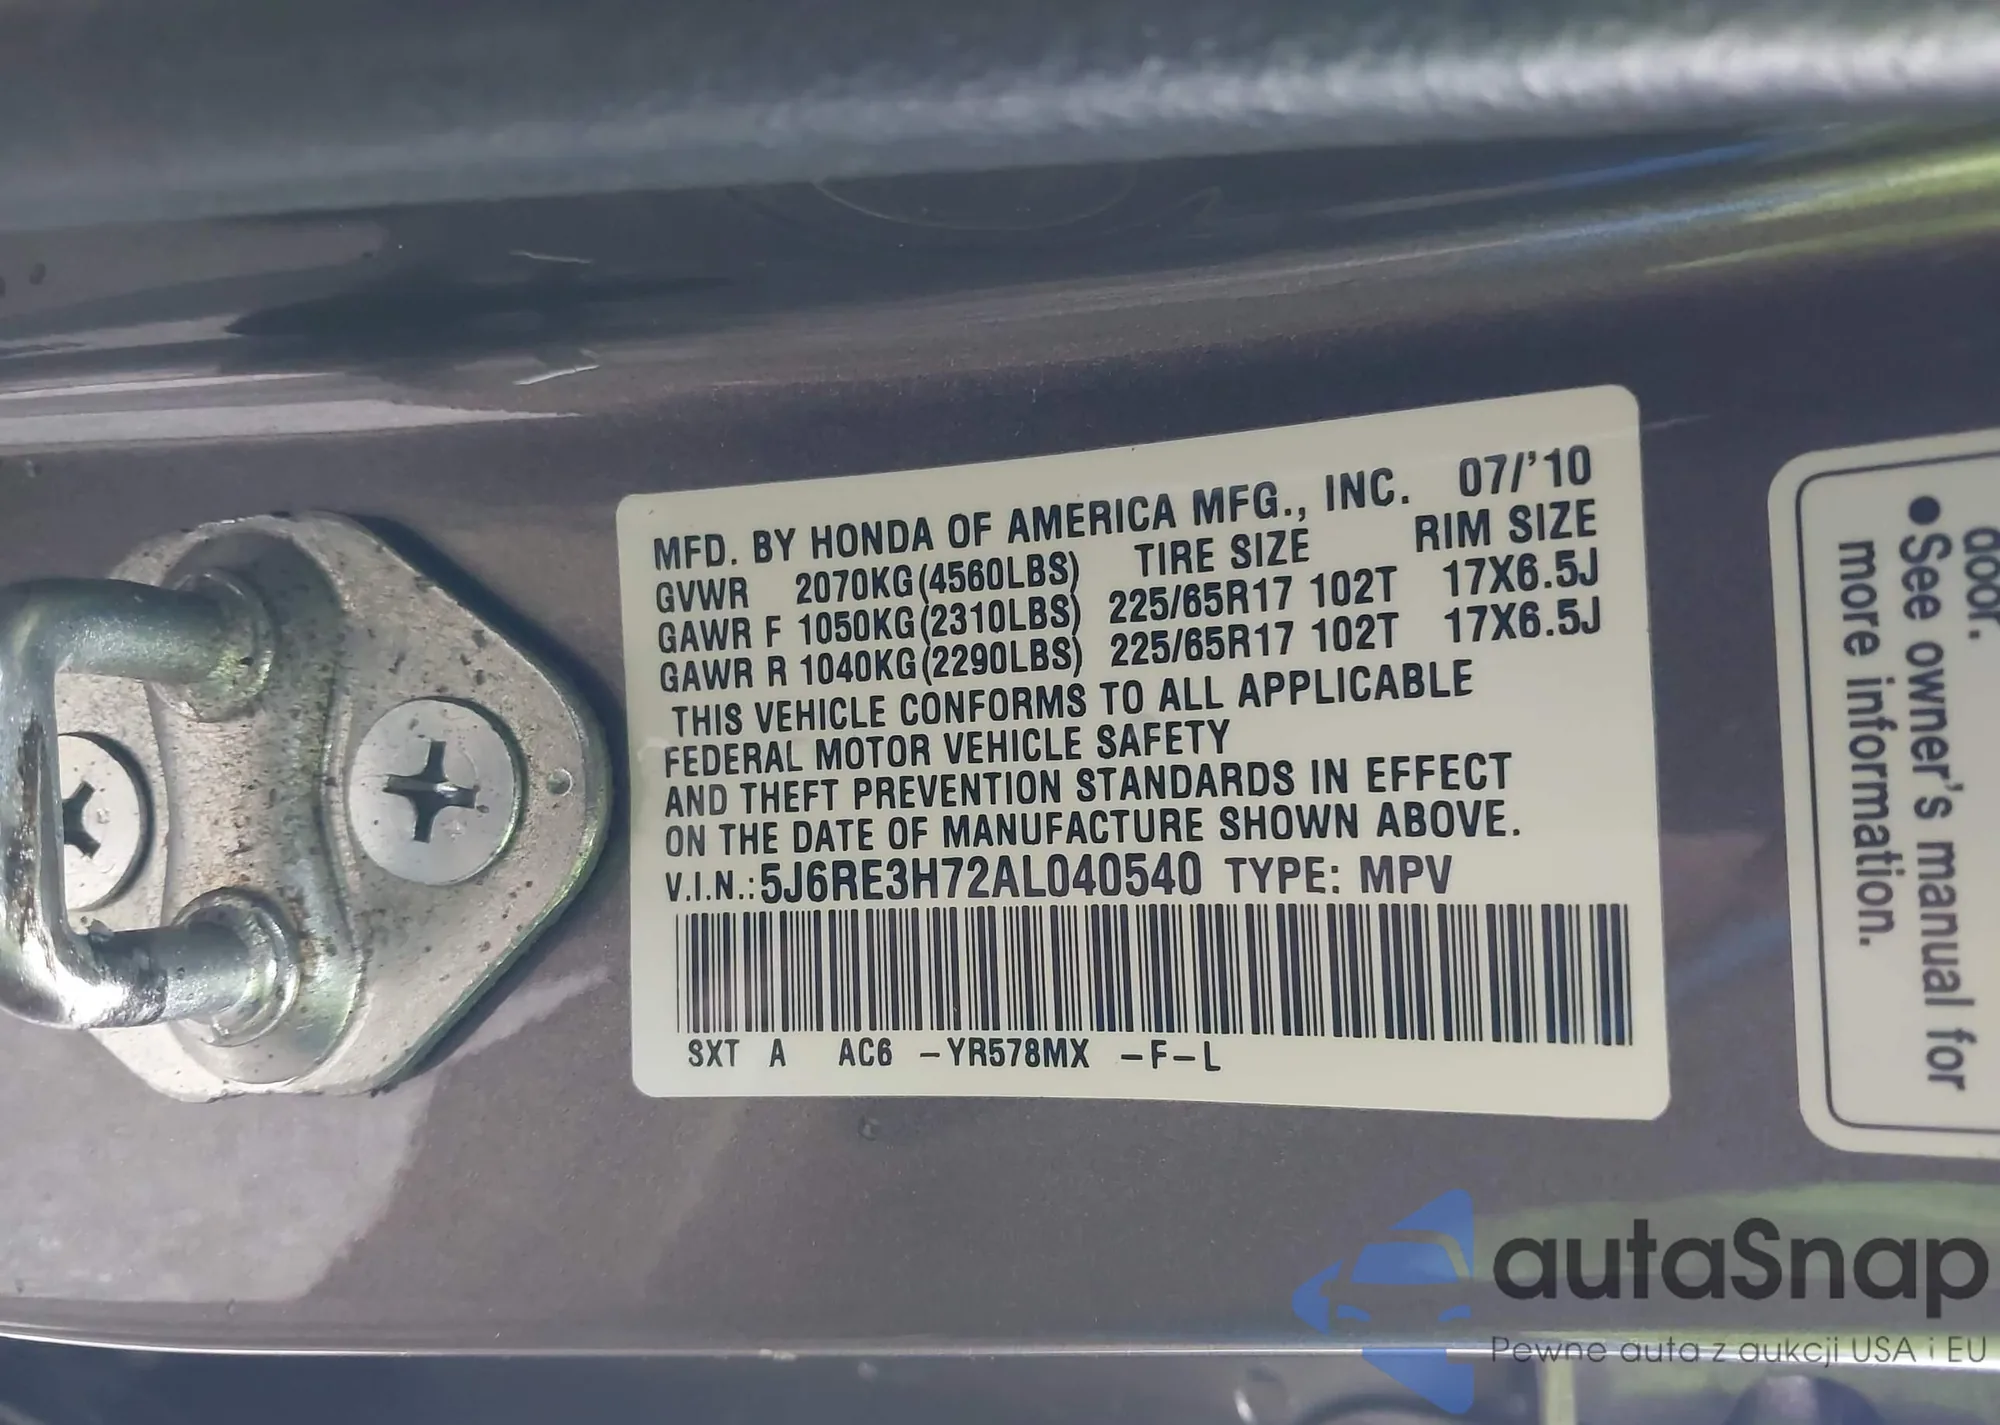 MFD. BY HONDA OF AMERICA MFG., INC. 07/'10
GVWR 2070KG(4560LBS) TIRE SIZE RIM SIZE
GAWR F 1050KG(2310LBS) 225/65R17 102T 17X6.5J
GAWR R 1040KG(2290LBS) 225/65R17 102T 17X6.5J
THIS VEHICLE CONFORMS TO ALL APPLICABLE
FEDERAL MOTOR VEHICLE SAFETY
AND THEFT PREVENTION STANDARDS IN EFFECT
ON THE DATE OF MANUFACTURE SHOWN ABOVE.
V.I.N.:5J6RE3H72AL040540 TYPE: MPV
SXT A AC6 -YR578MX -F-L
door.
•See owner's manual for
more information.
autaSnap
Pewne auta z aukcji USA i EU